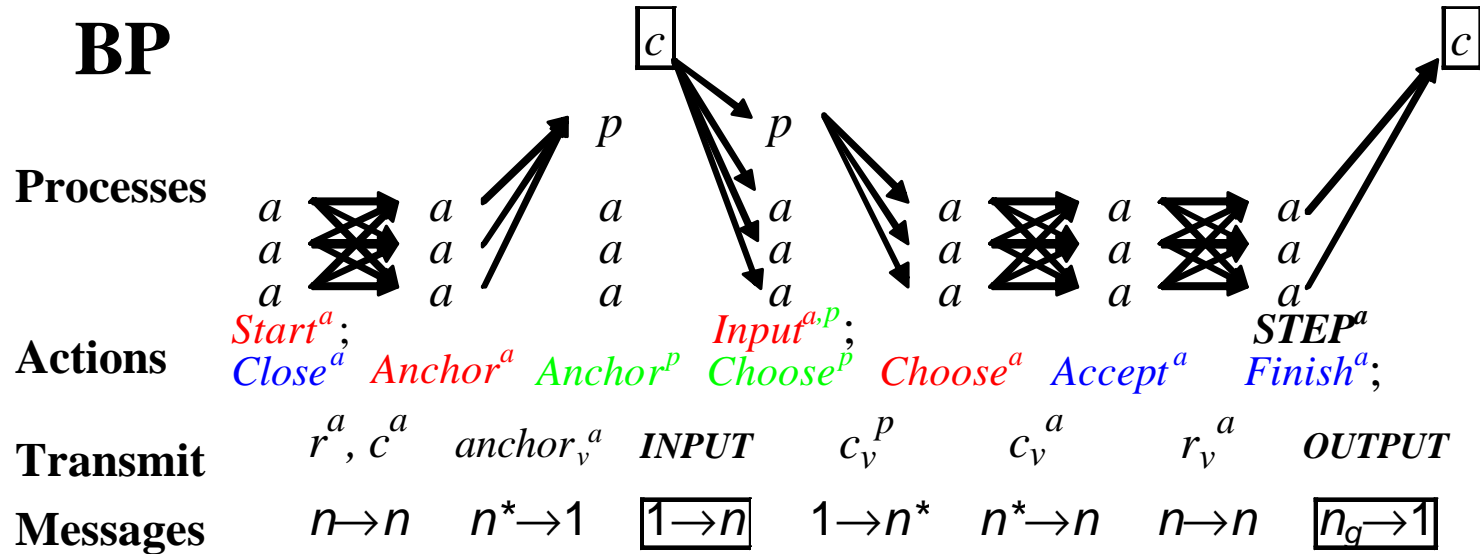 BP c c
p p
Processes
a a a a a a a
a a a a a a a
a a a a a a a
Start^a; Input^a,p; STEP^a
Actions
Close^a Anchor^a Anchor^p Choose^p Choose^a Accept^a Finish^a;
Transmit r^a, c^a anchor_v^a INPUT c_v^p c_v^a r_v^a OUTPUT
Messages n→n n*→1 1→n 1→n* n*→n n→n n_g→1